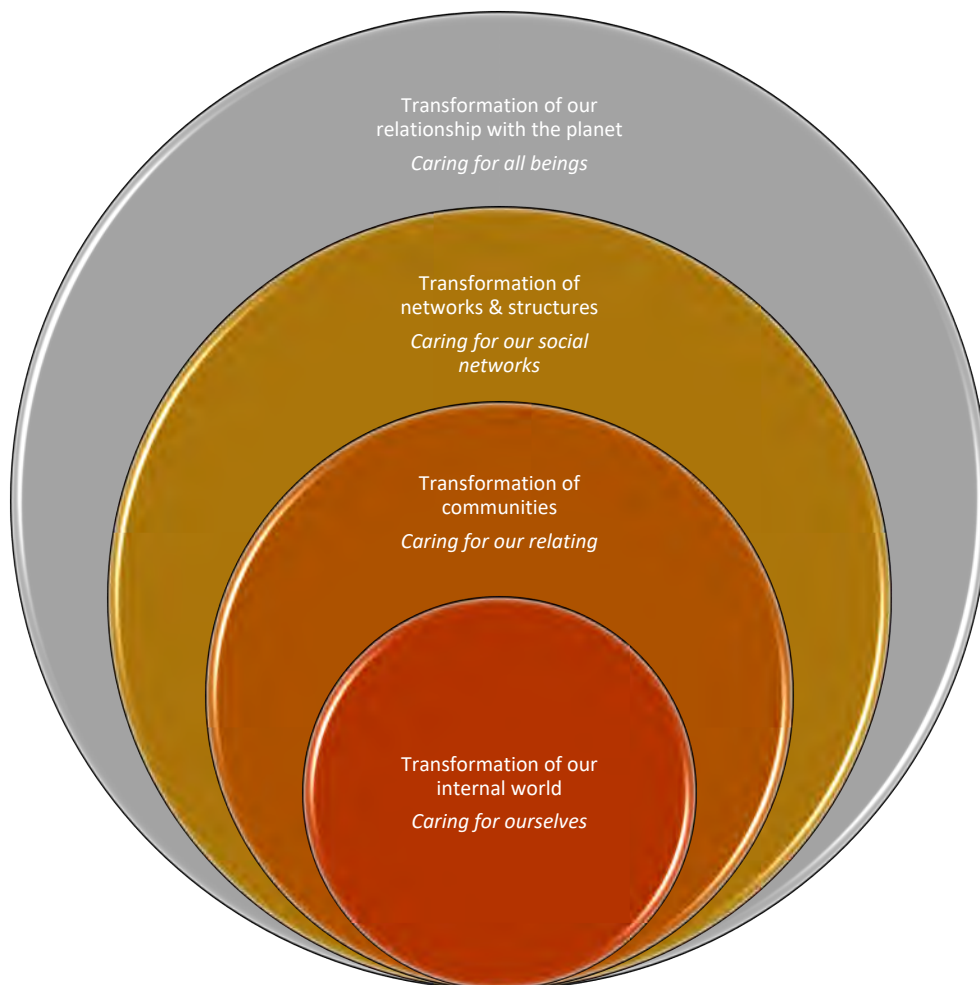 Transformation of our
relationship with the planet
Caring for all beings
Transformation of
networks & structures
Caring for our social
networks
Transformation of
communities
Caring for our relating
Transformation of our
internal world
Caring for ourselves